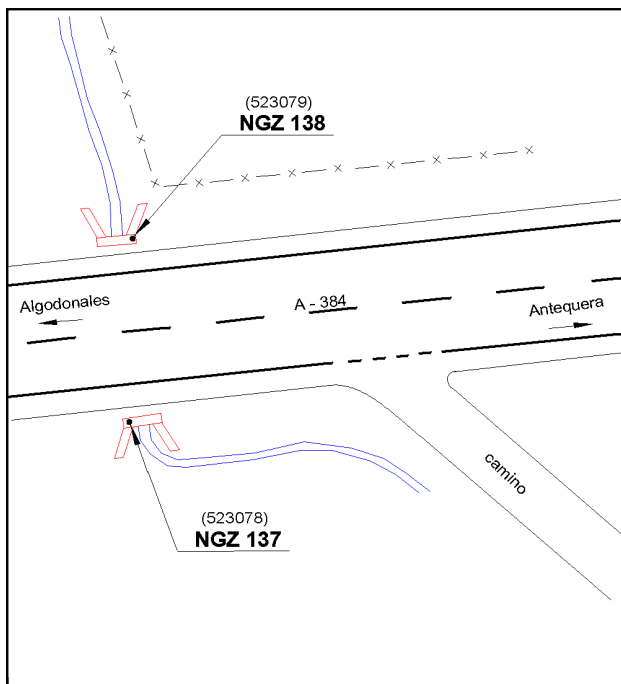 (523079)
NGZ 138
Algodonales
A - 384
Antequera
camino
(523078)
NGZ 137